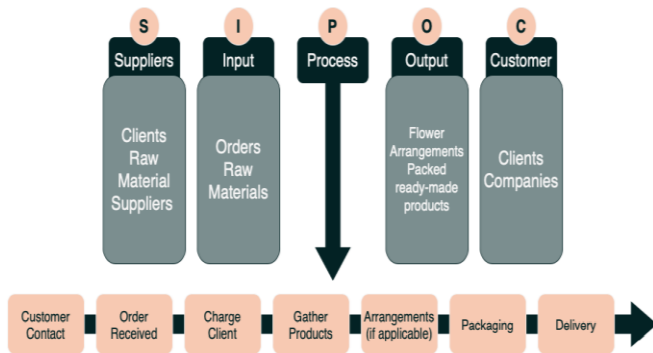 S
I
P
O
C
Suppliers
Input
Process
Output
Customer
Clients
Raw
Material
Suppliers
Orders
Raw
Materials
Flower
Arrangements
Packed
ready-made
products
Clients
Companies
Customer
Contact
Order
Received
Charge
Client
Gather
Products
Arrangements
(if applicable)
Packaging
Delivery